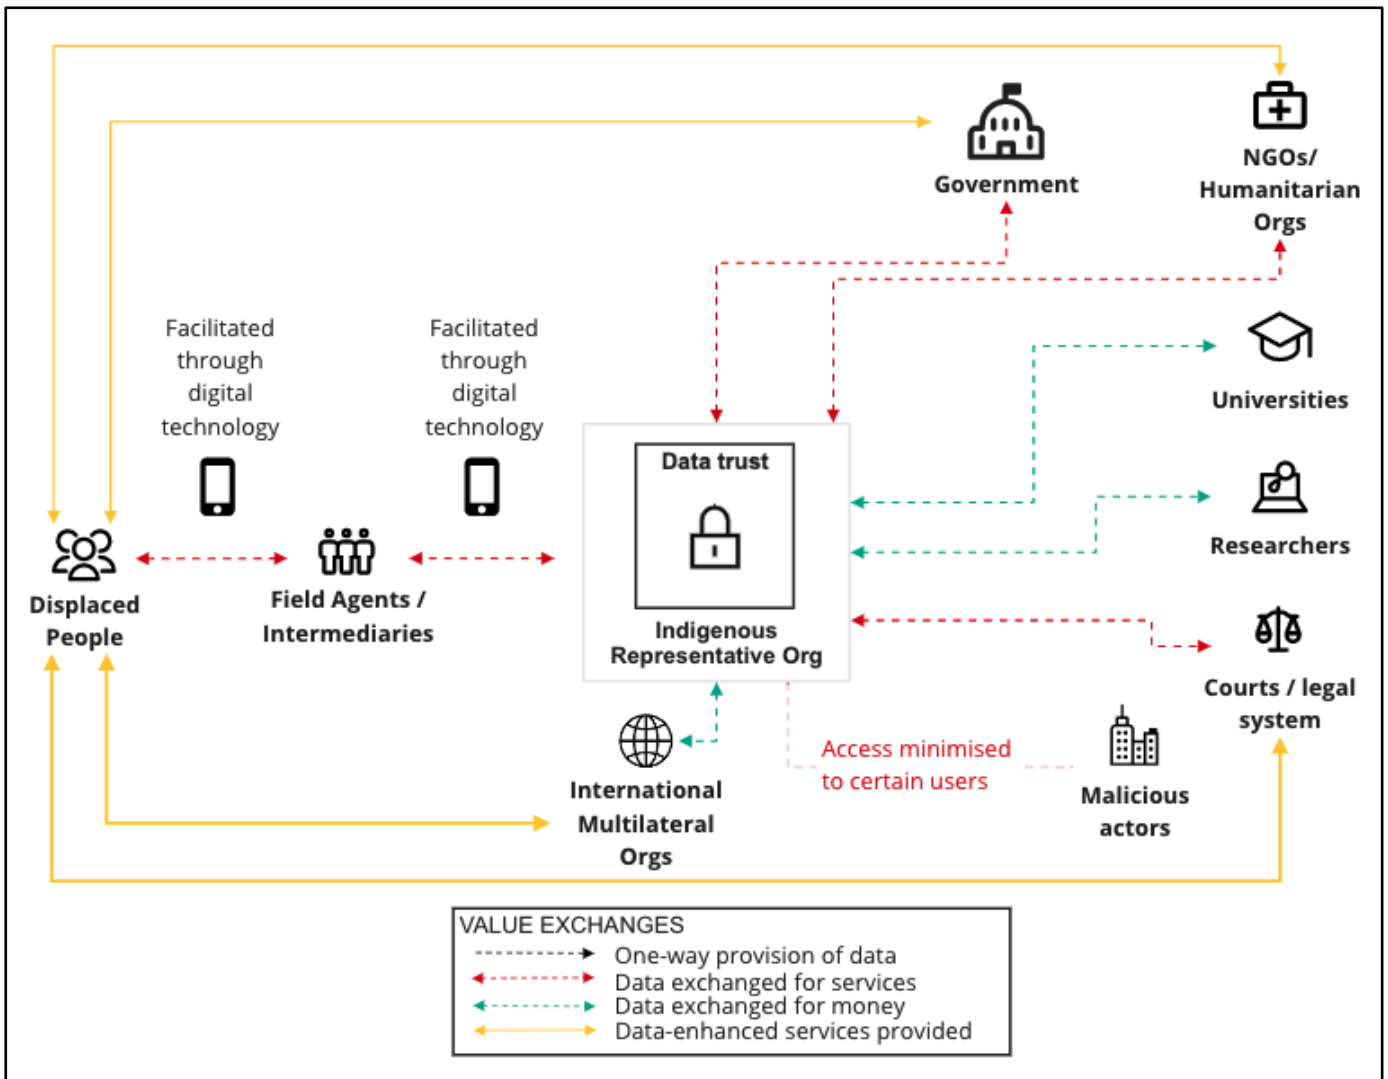 Government
NGOs/
Humanitarian
Orgs
Facilitated
through
digital
technology
Facilitated
through
digital
technology
Universities
Data trust
Researchers
Displaced
People
Field Agents /
Intermediaries
Indigenous
Representative Org
Courts / legal
system
International
Multilateral
Orgs
Access minimised
to certain users
Malicious
actors
VALUE EXCHANGES
One-way provision of data
Data exchanged for services
Data exchanged for money
Data-enhanced services provided